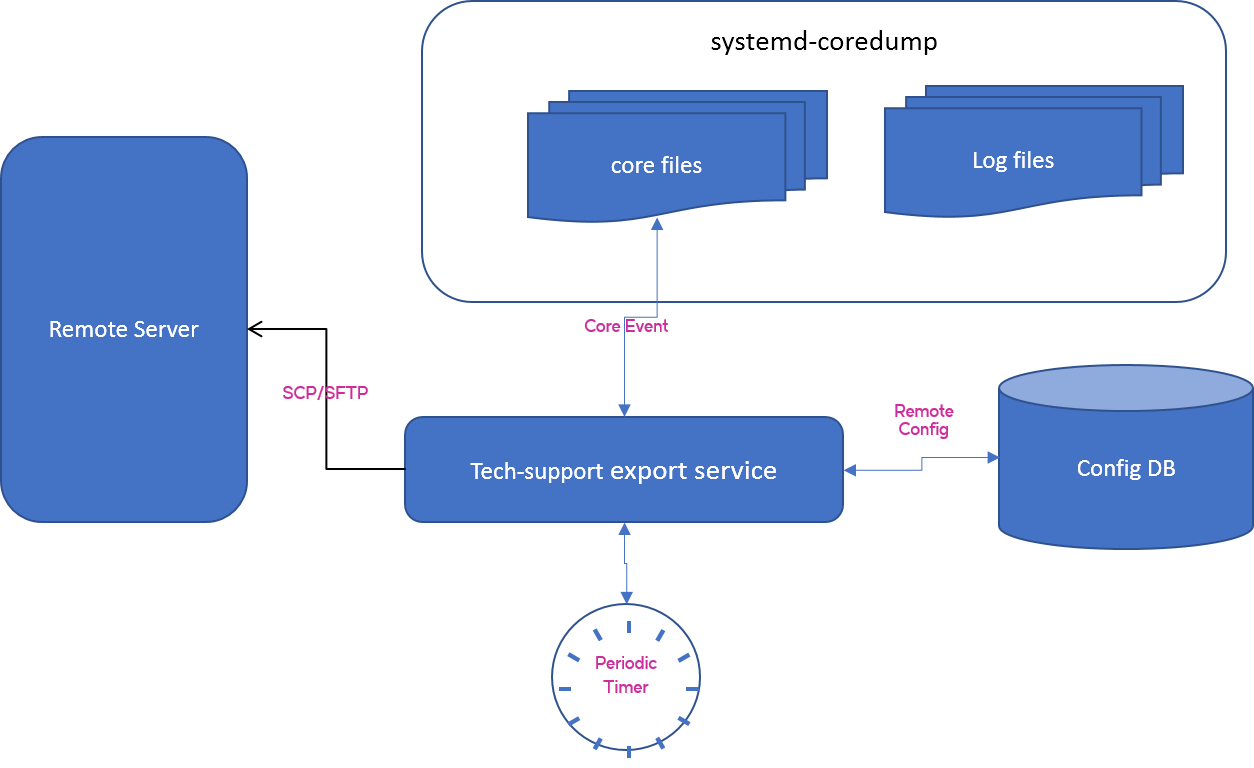 systemd-coredump
core files
Log files
Remote Server
Core Event
SCP/SFTP
Remote
Config
Tech-support export service
Config DB
Periodic
Timer